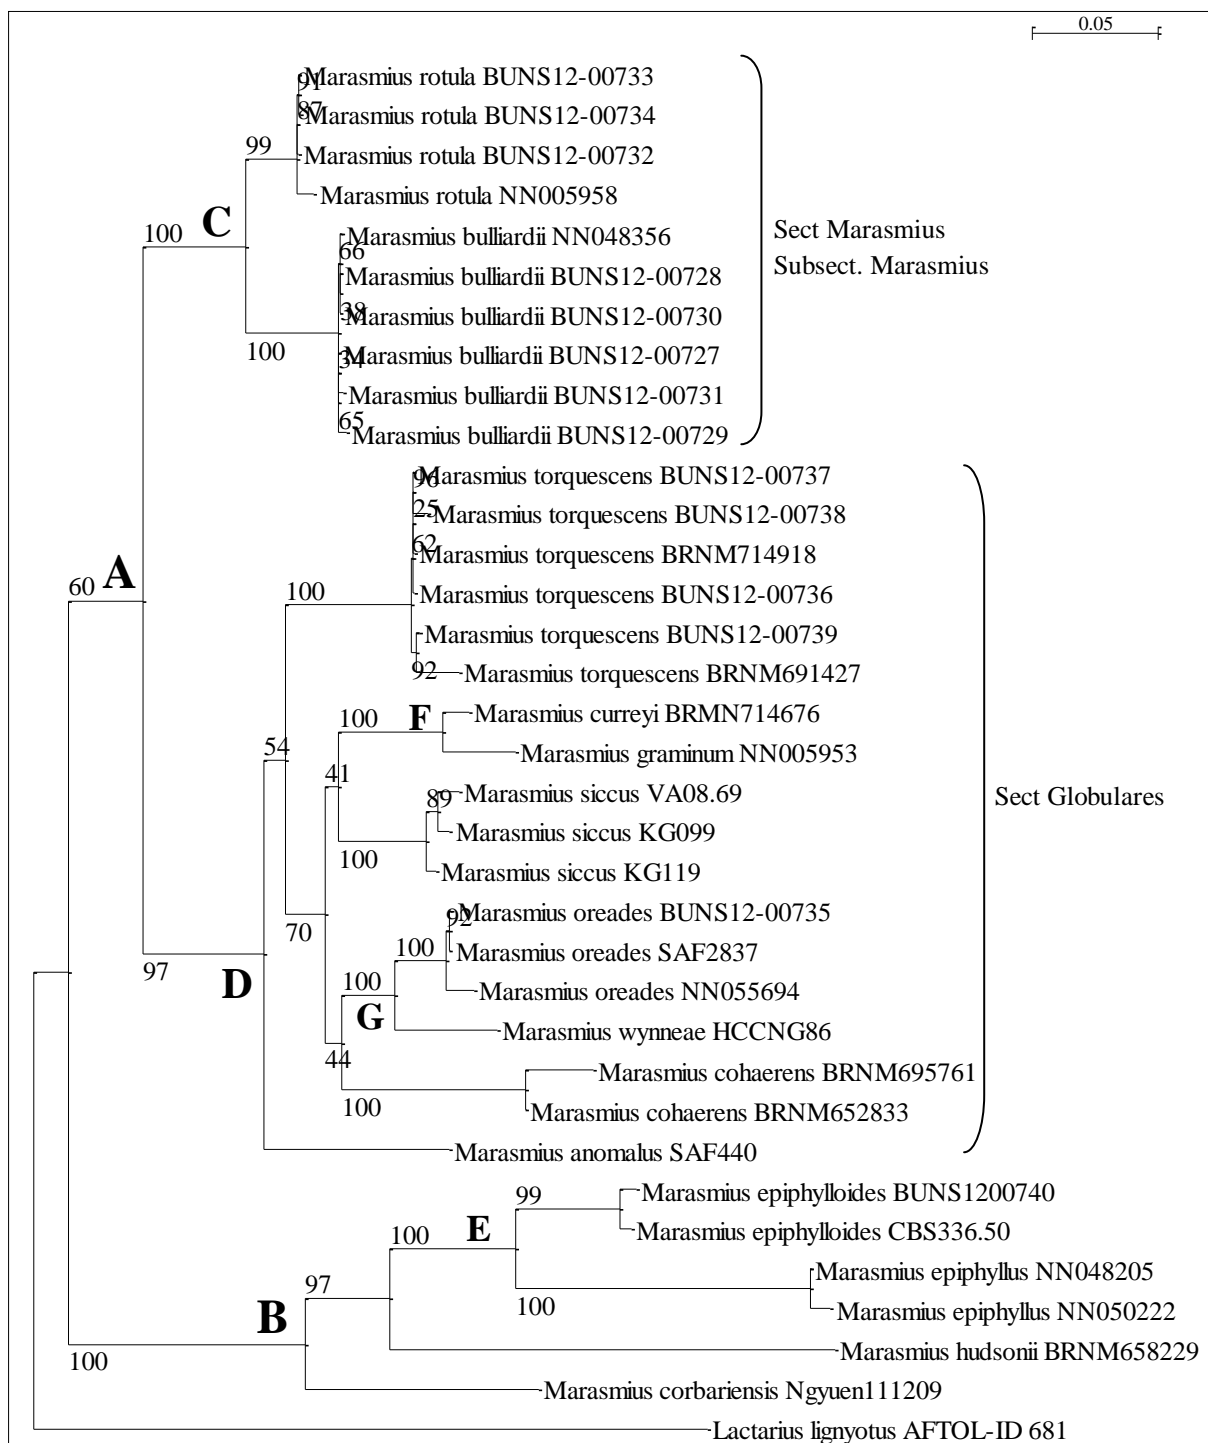 0.05
91
Marasmius rotula BUNS12-00733
87
Marasmius rotula BUNS12-00734
99
Marasmius rotula BUNS12-00732
Marasmius rotula NN005958
C
100
Marasmius bulliardii NN048356
66
Marasmius bulliardii BUNS12-00728
38
Marasmius bulliardii BUNS12-00730
100
Marasmius bulliardii BUNS12-00727
34
Marasmius bulliardii BUNS12-00731
65
Marasmius bulliardii BUNS12-00729
Sect Marasmius
Subsect. Marasmius
Marasmius torquescens BUNS12-00737
96
25
Marasmius torquescens BUNS12-00738
62
Marasmius torquescens BRNM714918
60
A
100
Marasmius torquescens BUNS12-00736
Marasmius torquescens BUNS12-00739
92
Marasmius torquescens BRNM691427
100
F
Marasmius curreyi BRMN714676
54
Marasmius graminum NN005953
41
89
Marasmius siccus VA08.69
Sect Globulares
Marasmius siccus KG099
100
Marasmius siccus KG119
70
92
Marasmius oreades BUNS12-00735
100
Marasmius oreades SAF2837
97
D
100
Marasmius oreades NN055694
G
Marasmius wynneae HCCNG86
44
Marasmius cohaerens BRNM695761
100
Marasmius cohaerens BRNM652833
Marasmius anomalus SAF440
99
Marasmius epiphylloides BUNS1200740
100
E
Marasmius epiphylloides CBS336.50
97
Marasmius epiphyllus NN048205
100
B
Marasmius epiphyllus NN050222
100
Marasmius hudsonii BRNM658229
Marasmius corbariensis Ngyuen111209
Lactarius lignyotus AFTOL-ID 681